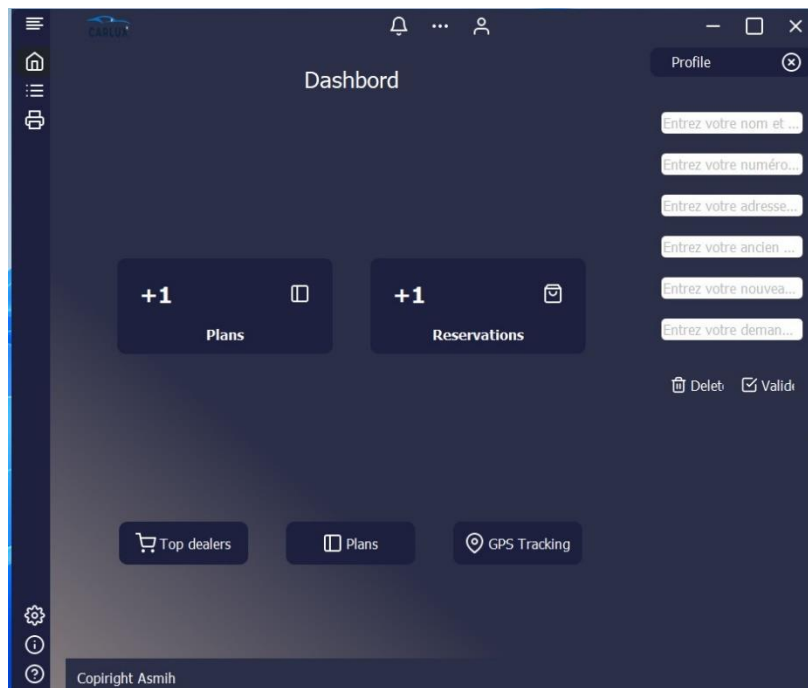 CARLUX
Dashbord
Profile
Entrez votre nom et ...
Entrez votre numéro...
Entrez votre adresse...
Entrez votre ancien ...
Entrez votre nouvea...
Entrez votre deman...
Delet
Valid
+1
Plans
+1
Reservations
Top dealers
Plans
GPS Tracking
Copiright Asmih